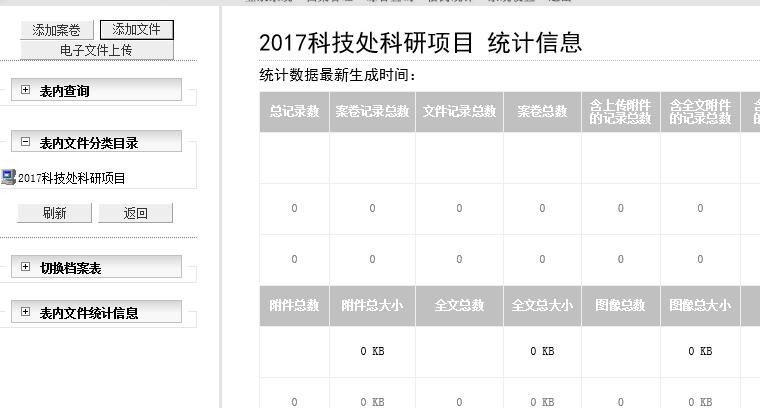 添加案卷 添加文件
电子文件上传
表内查询
表内文件分类目录
2017科技处科研项目
刷新 返回
切换档案表
表内文件统计信息
2017科技处科研项目 统计信息
统计数据最新生成时间：
总记录数 案卷记录总数 文件记录总数 案卷总数 含上传附件的记录总数 含全文附件的记录总数
0 0 0 0 0 0
0 0 0 0 0 0
附件总数 附件总大小 全文总数 全文总大小 图像总数 图像总大小
0 KB 0 KB 0 KB
0 0 KB 0 0 KB 0 0 KB